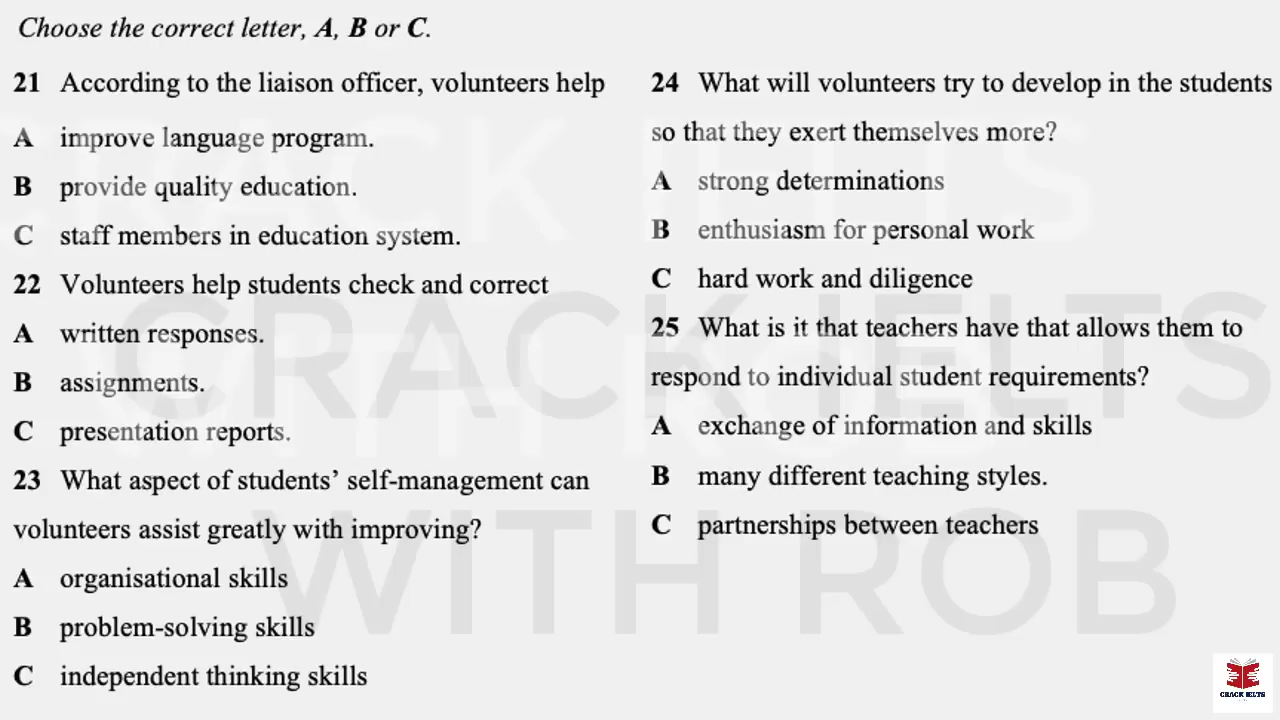 Choose the correct letter, A, B or C.
21 According to the liaison officer, volunteers help
A improve language program.
B provide quality education.
C staff members in education system.
22 Volunteers help students check and correct
A written responses.
B assignments.
C presentation reports.
23 What aspect of students’ self-management can
volunteers assist greatly with improving?
A organisational skills
B problem-solving skills
C independent thinking skills
24 What will volunteers try to develop in the students
so that they exert themselves more?
A strong determinations
B enthusiasm for personal work
C hard work and diligence
25 What is it that teachers have that allows them to
respond to individual student requirements?
A exchange of information and skills
B many different teaching styles.
C partnerships between teachers
CRACK IELTS
WITH ROB
CRACK IELTS
WITH ROB
CRACK IELTS